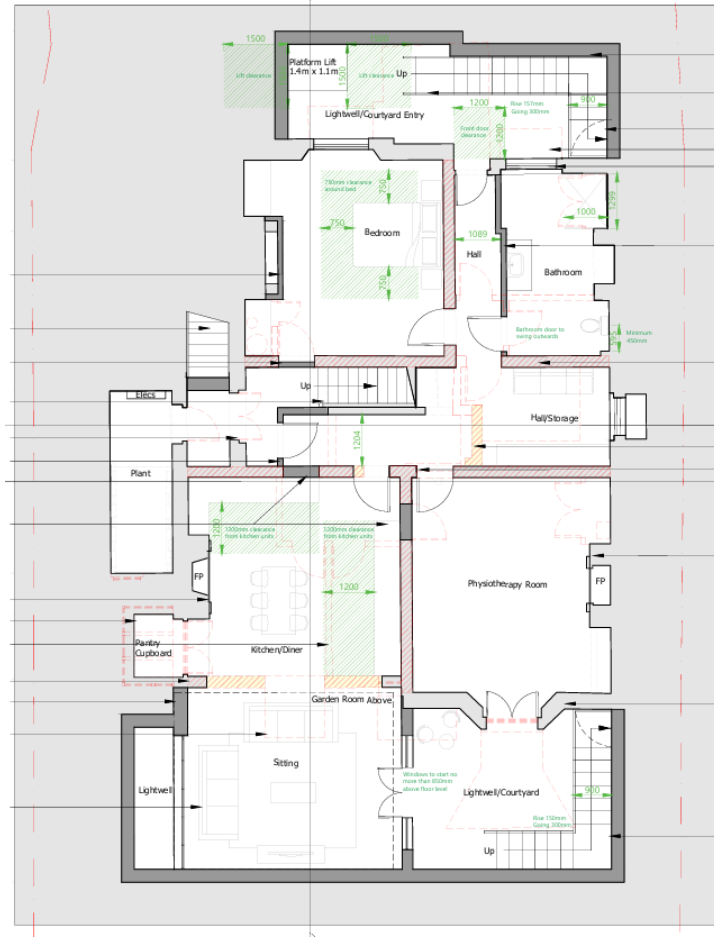 1500
Platform Lift
1.4m x 1.1m
Lift clearance
1500
Lift clearance
Up
900
Rise 157mm
Going 300mm
1200
Lightwell/Courtyard Entry
Front door
clearance
1200
750mm clearance
around bed
750
750
Bedroom
750
1089
Hall
1000
1299
Bathroom
Bathroom door to
swing outwards
595
Minimum
450mm
Up
Elecs
Hall/Storage
1204
Plant
1200
1300mm clearance
from kitchen units
1200mm clearance
from kitchen units
1200
FP
Physiotherapy Room
FP
Pantry
Cupboard
Kitchen/Diner
Garden Room Above
Sitting
Windows to start no
more than 850mm
above floor level
Lightwell
Lightwell/Courtyard
900
Rise 150mm
Going 300mm
Up